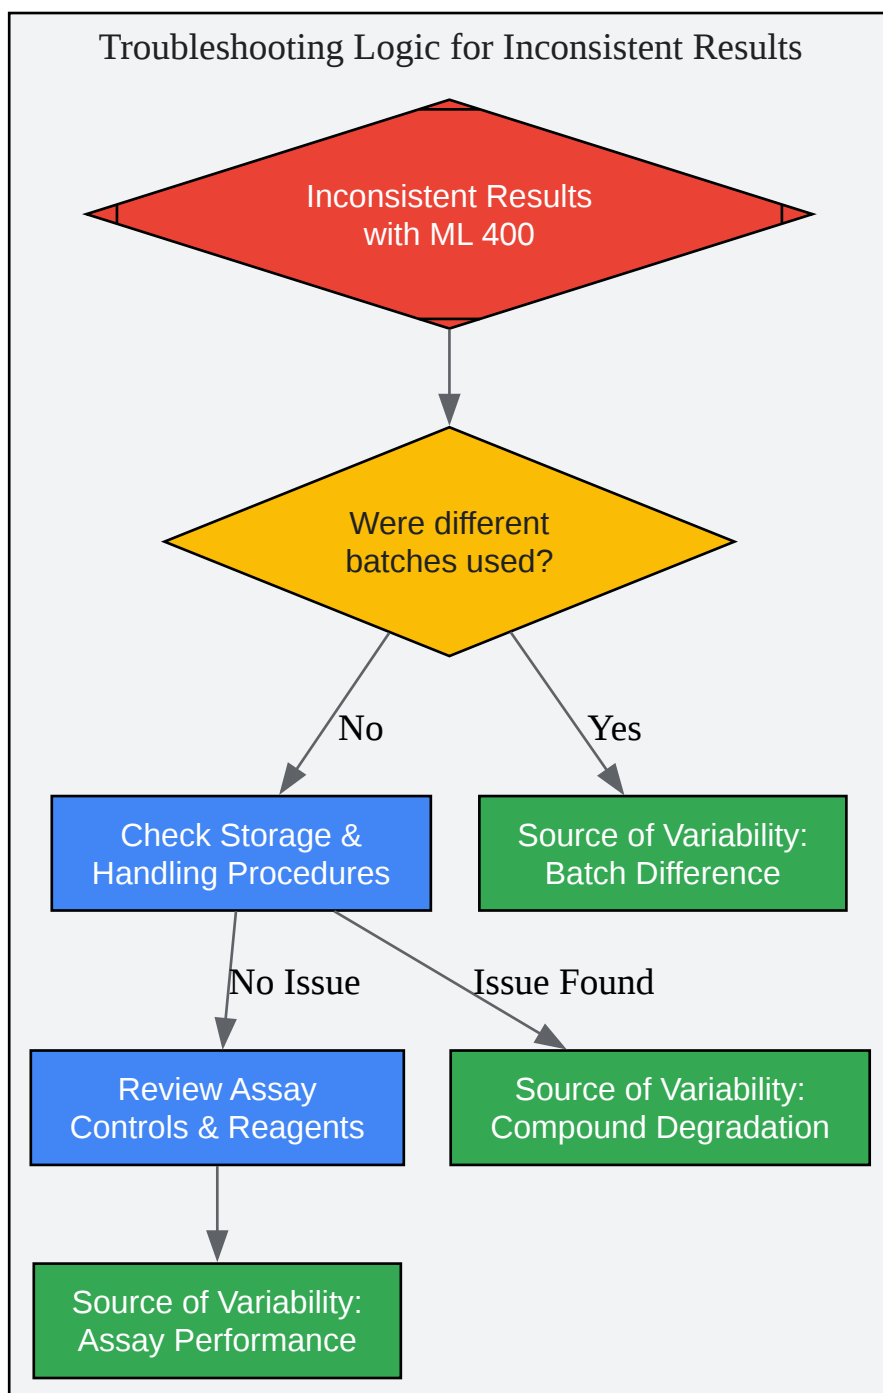 Troubleshooting Logic for Inconsistent Results
Inconsistent Results
with ML 400
Were different
batches used?
No
Yes
Check Storage &
Handling Procedures
Source of Variability:
Batch Difference
No Issue
Issue Found
Review Assay
Controls & Reagents
Source of Variability:
Compound Degradation
Source of Variability:
Assay Performance